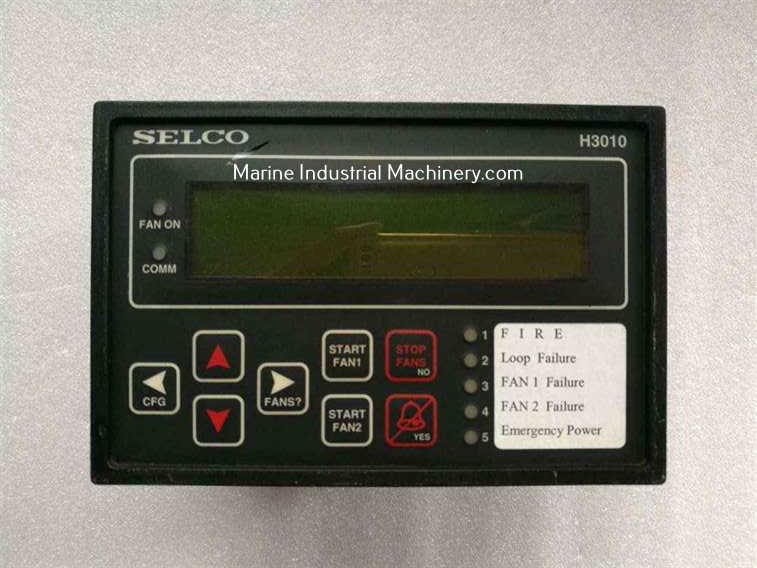 SELCO
H3010
Marine Industrial Machinery.com
FAN ON
COMM
CFG
FANS?
START
FAN1
STOP
FANS
NO
START
FAN2
YES
1 F I R E
2 Loop Failure
3 FAN 1 Failure
4 FAN 2 Failure
5 Emergency Power